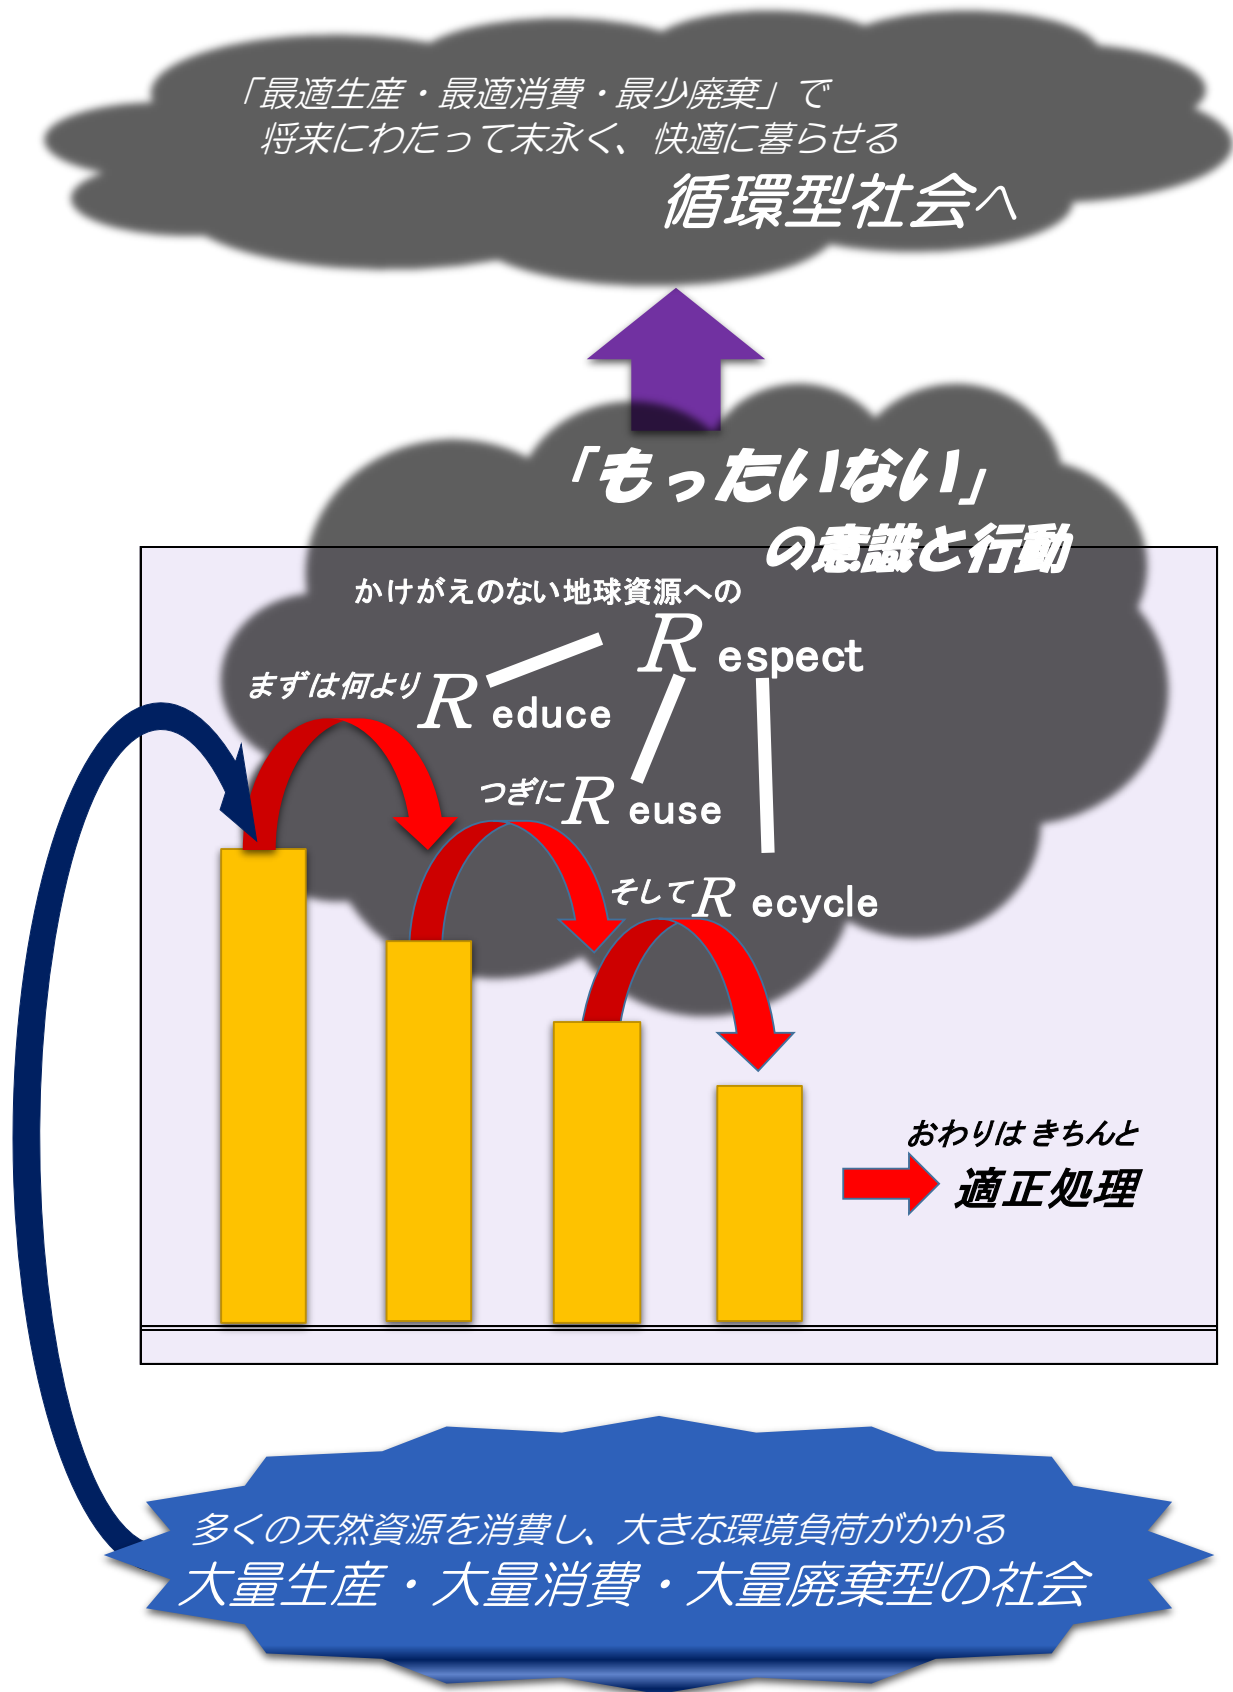 「最適生産・最適消費・最少廃棄」で
将来にわたって末永く、快適に暮らせる
循環型社会へ
「もったいない」
の意識と行動
かけがえのない地球資源への
Respect
まずは何よりReduce
つぎにReuse
そしてRecycle
おわりは きちんと
適正処理
多くの天然資源を消費し、大きな環境負荷がかかる
大量生産・大量消費・大量廃棄型の社会